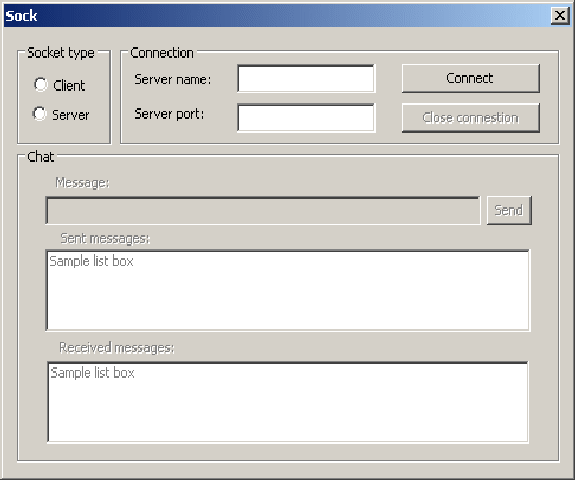 Sock
Socket type
Client
Server
Connection
Server name:
Server port:
Connect
Close connestion
Chat
Message:
Send
Sent messages:
Sample list box
Received messages:
Sample list box